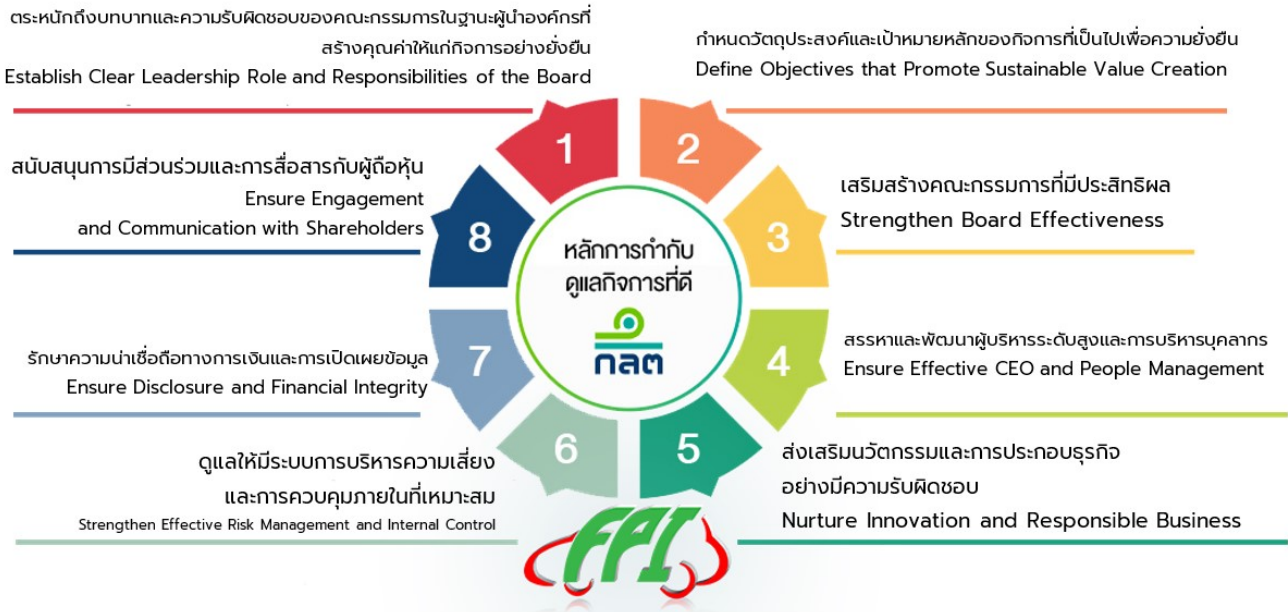 ตระหนักถึงบทบาทและความรับผิดชอบของคณะกรรมการในฐานะผู้นำองค์กรที่
สร้างคุณค่าให้แก่กิจการอย่างยั่งยืน
Establish Clear Leadership Role and Responsibilities of the Board
กำหนดวัตถุประสงค์และเป้าหมายหลักของกิจการที่เป็นไปเพื่อความยั่งยืน
Define Objectives that Promote Sustainable Value Creation
1
2
สนับสนุนการมีส่วนร่วมและการสื่อสารกับผู้ถือหุ้น
Ensure Engagement
and Communication with Shareholders
8
3
เสริมสร้างคณะกรรมการที่มีประสิทธิผล
Strengthen Board Effectiveness
หลักการกำกับ
ดูแลกิจการที่ดี
กลต
รักษาความน่าเชื่อถือทางการเงินและการเปิดเผยข้อมูล
Ensure Disclosure and Financial Integrity
7
4
สรรหาและพัฒนาผู้บริหารระดับสูงและการบริหารบุคลากร
Ensure Effective CEO and People Management
6
5
ดูแลให้มีระบบการบริหารความเสี่ยง
และการควบคุมภายในที่เหมาะสม
Strengthen Effective Risk Management and Internal Control
ส่งเสริมนวัตกรรมและการประกอบธุรกิจ
อย่างมีความรับผิดชอบ
Nurture Innovation and Responsible Business
FPI